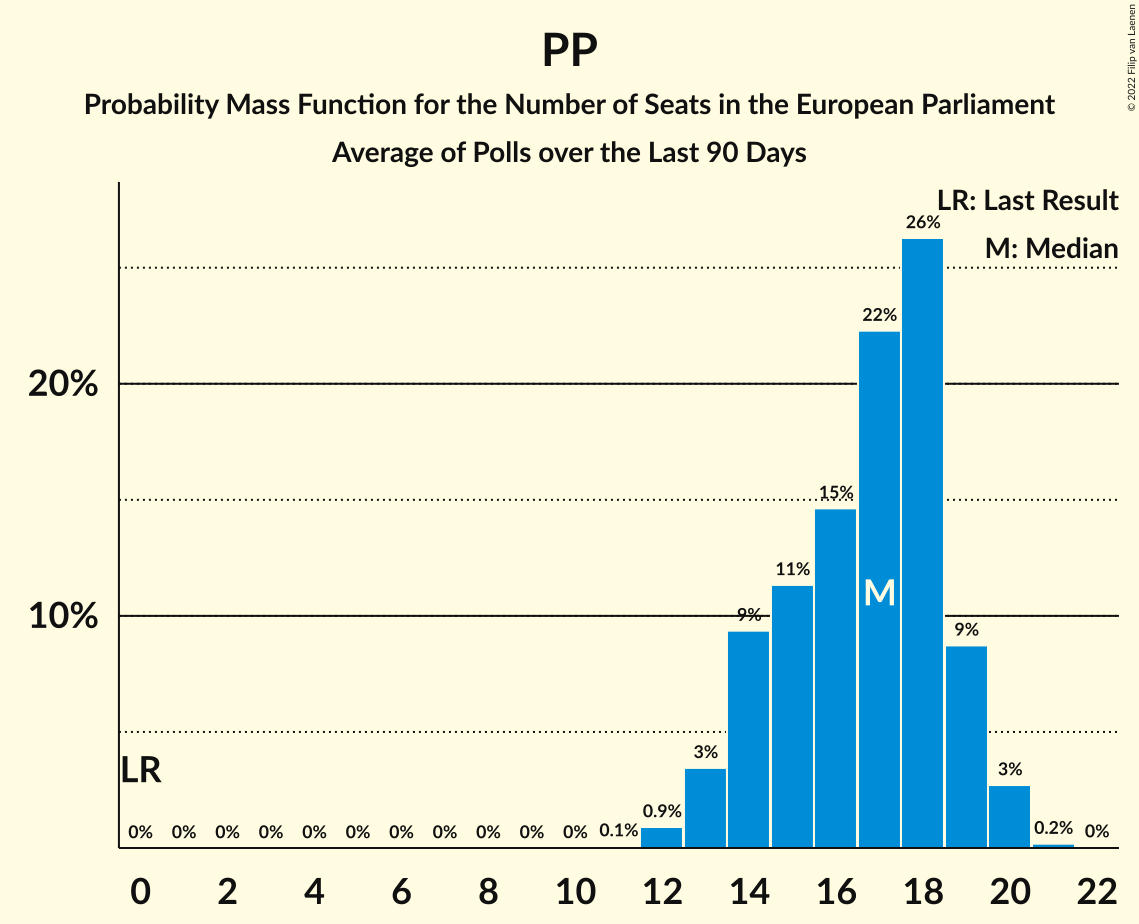 PP
Probability Mass Function for the Number of Seats in the European Parliament
Average of Polls over the Last 90 Days
© 2022 Filip van Laenen
LR: Last Result
M: Median
26%
22%
20%
15%
11%
M
10%
9%
9%
LR
3%
3%
0% 0% 0% 0% 0% 0% 0% 0% 0% 0% 0% 0.1% 0.9% 0.2% 0%
0 2 4 6 8 10 12 14 16 18 20 22